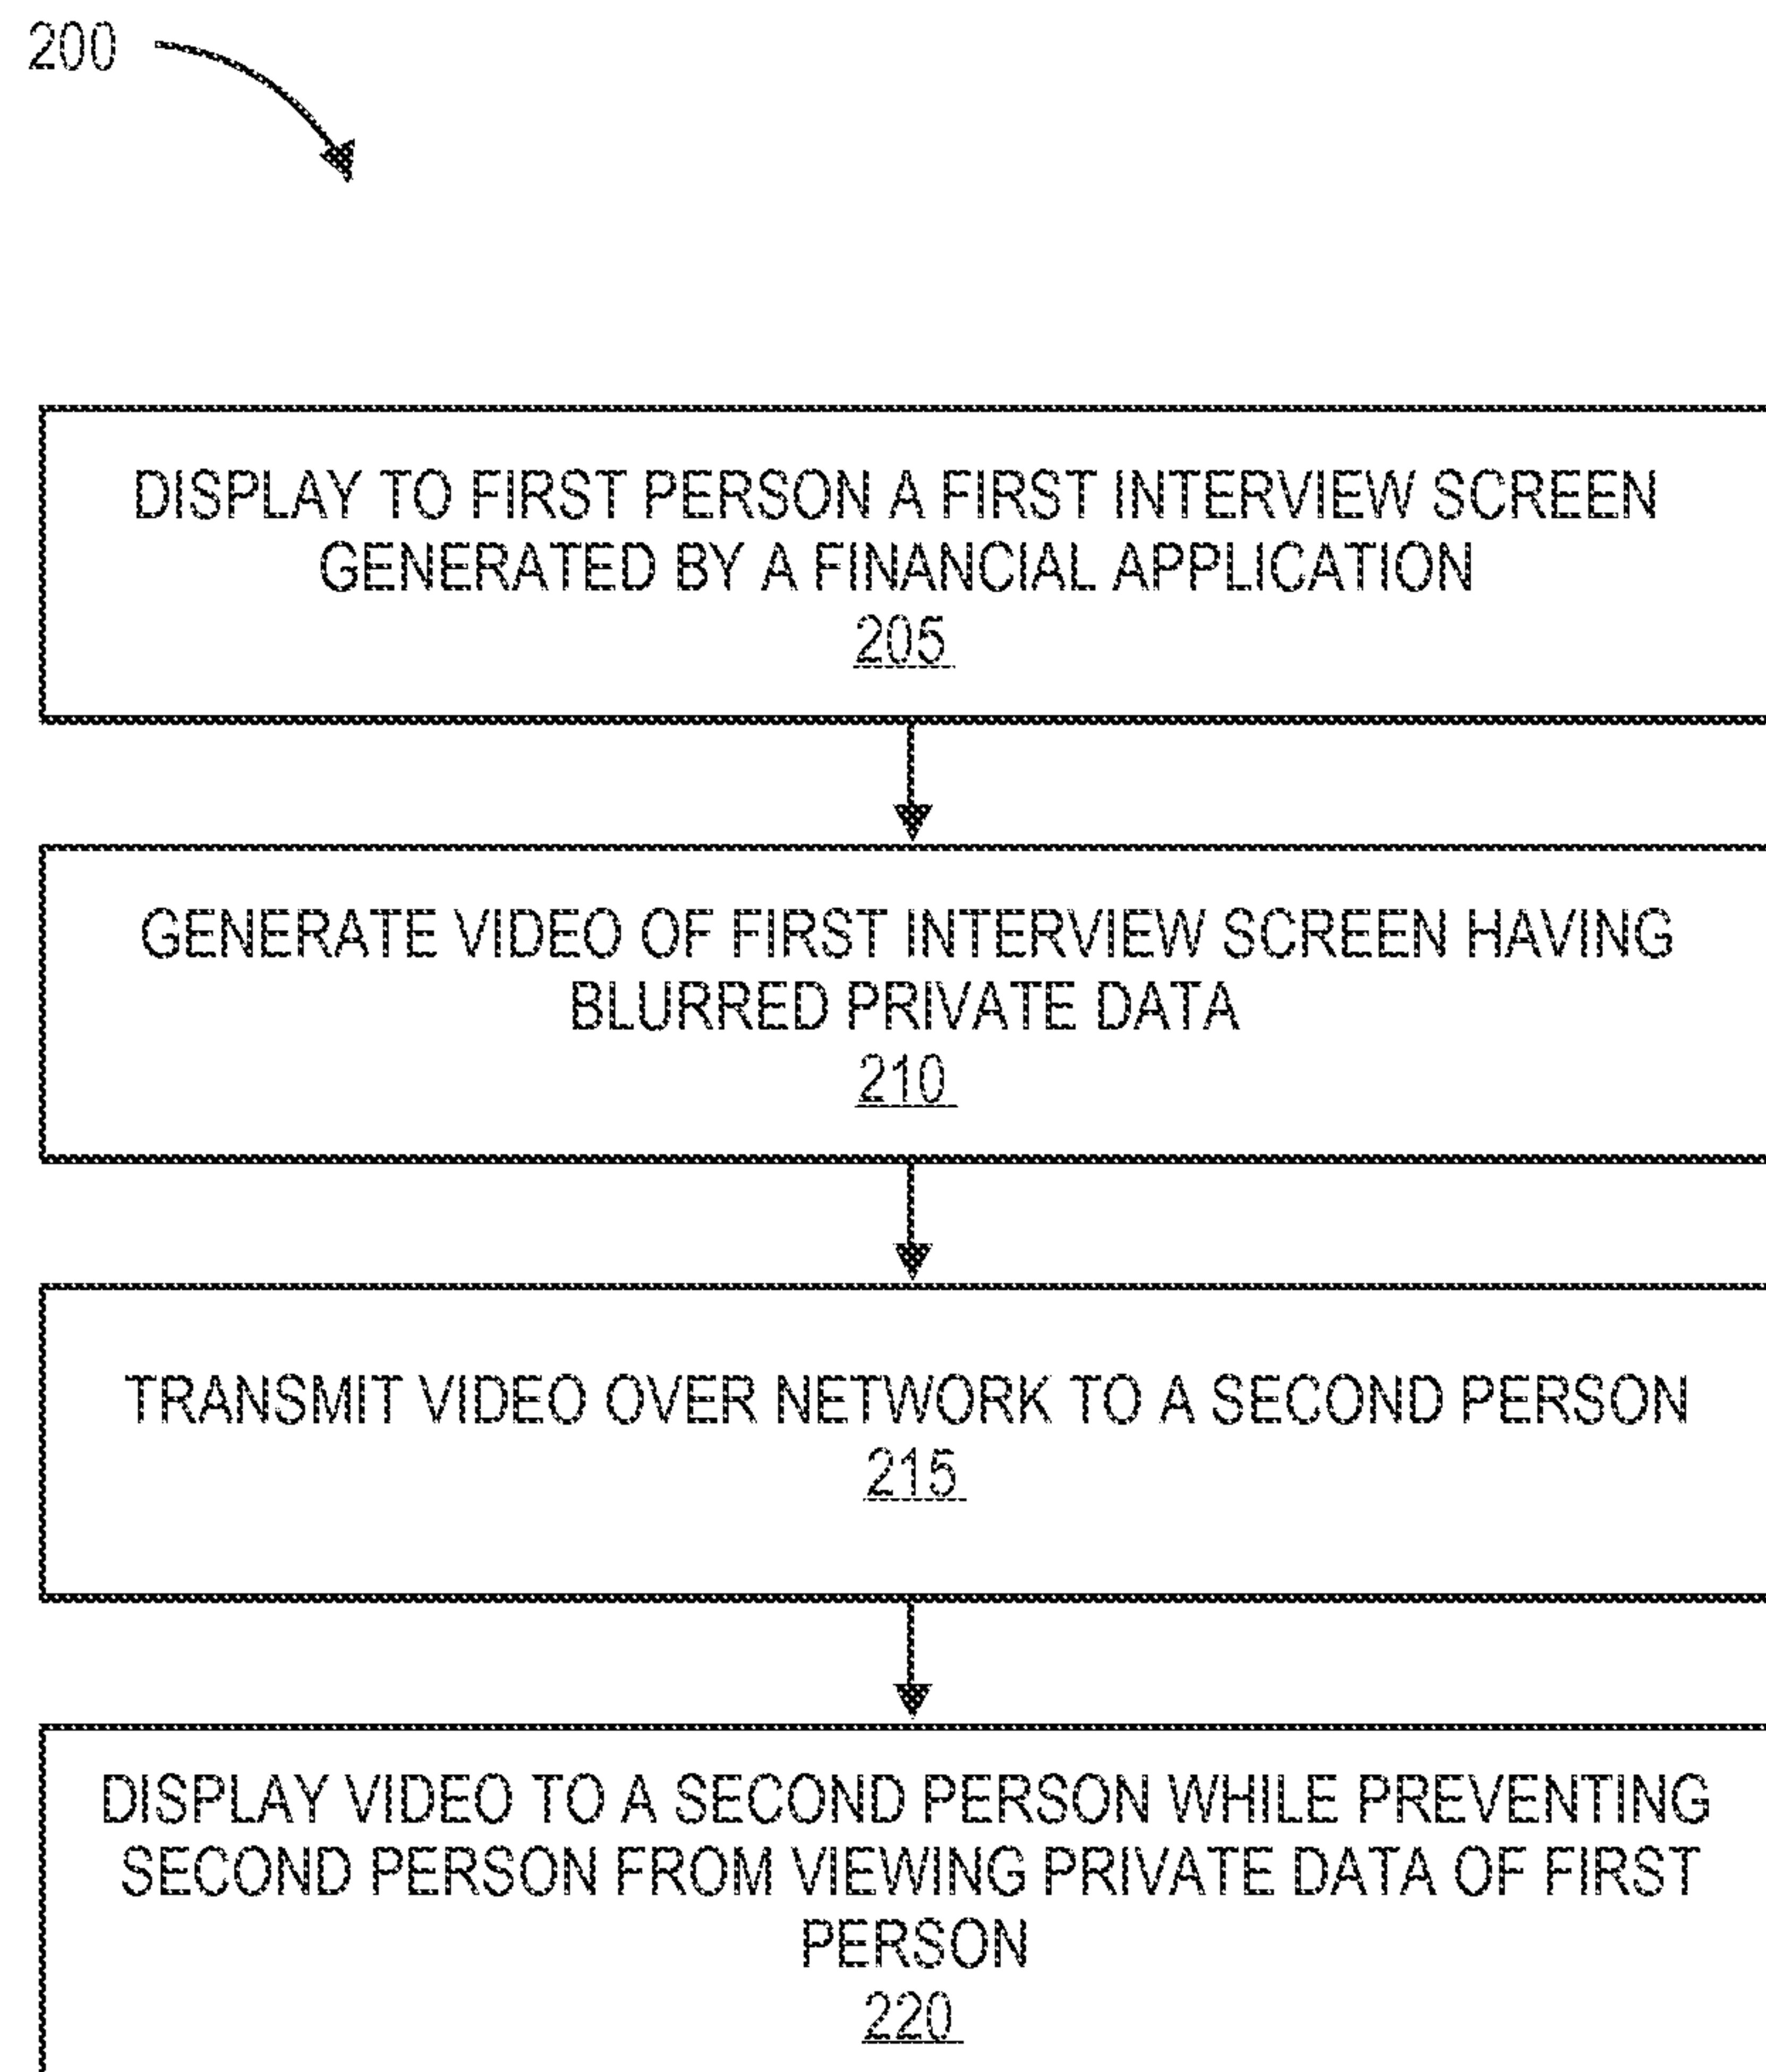 200
DISPLAY TO FIRST PERSON A FIRST INTERVIEW SCREEN
GENERATED BY A FINANCIAL APPLICATION
205
GENERATE VIDEO OF FIRST INTERVIEW SCREEN HAVING
BLURRED PRIVATE DATA
210
TRANSMIT VIDEO OVER NETWORK TO A SECOND PERSON
215
DISPLAY VIDEO TO A SECOND PERSON WHILE PREVENTING
SECOND PERSON FROM VIEWING PRIVATE DATA OF FIRST
PERSON
220